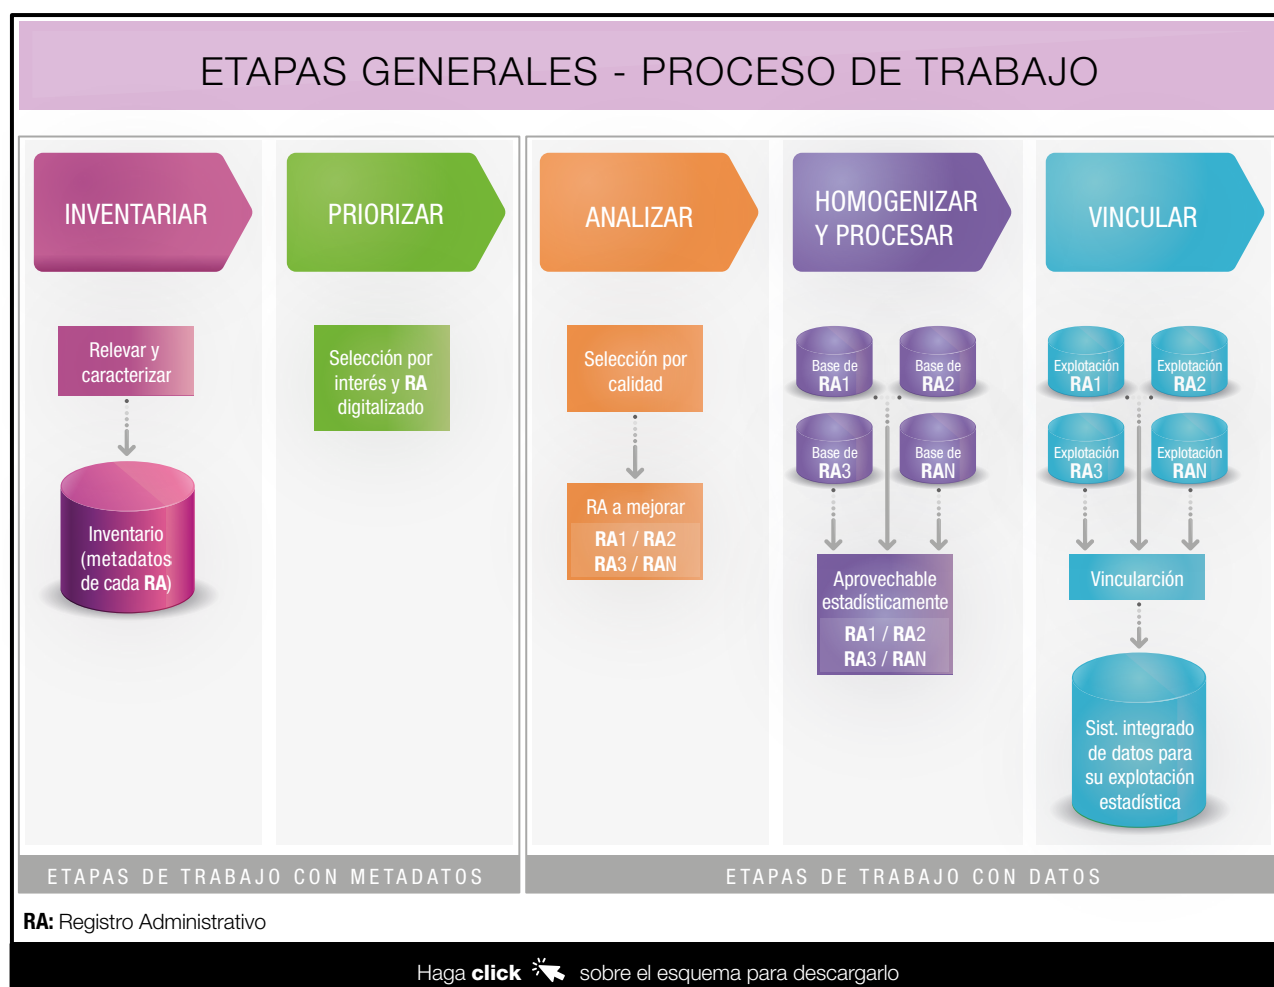 ETAPAS GENERALES - PROCESO DE TRABAJO
INVENTARIAR
Relevar y
caracterizar
Inventario
(metadatos
de cada RA)
PRIORIZAR
Selección por
interés y RA
digitalizado
ETAPAS DE TRABAJO CON METADATOS
ANALIZAR
Selección por
calidad
RA a mejorar
RA1 / RA2
RA3 / RAN
HOMOGENIZAR
Y PROCESAR
Base de
RA1
Base de
RA2
Base de
RA3
Base de
RAN
Aprovechable
estadísticamente
RA1 / RA2
RA3 / RAN
VINCULAR
Explotación
RA1
Explotación
RA2
Explotación
RA3
Explotación
RAN
Vincularción
Sist. integrado
de datos para
su explotación
estadística
ETAPAS DE TRABAJO CON DATOS
RA: Registro Administrativo
Haga click sobre el esquema para descargarlo